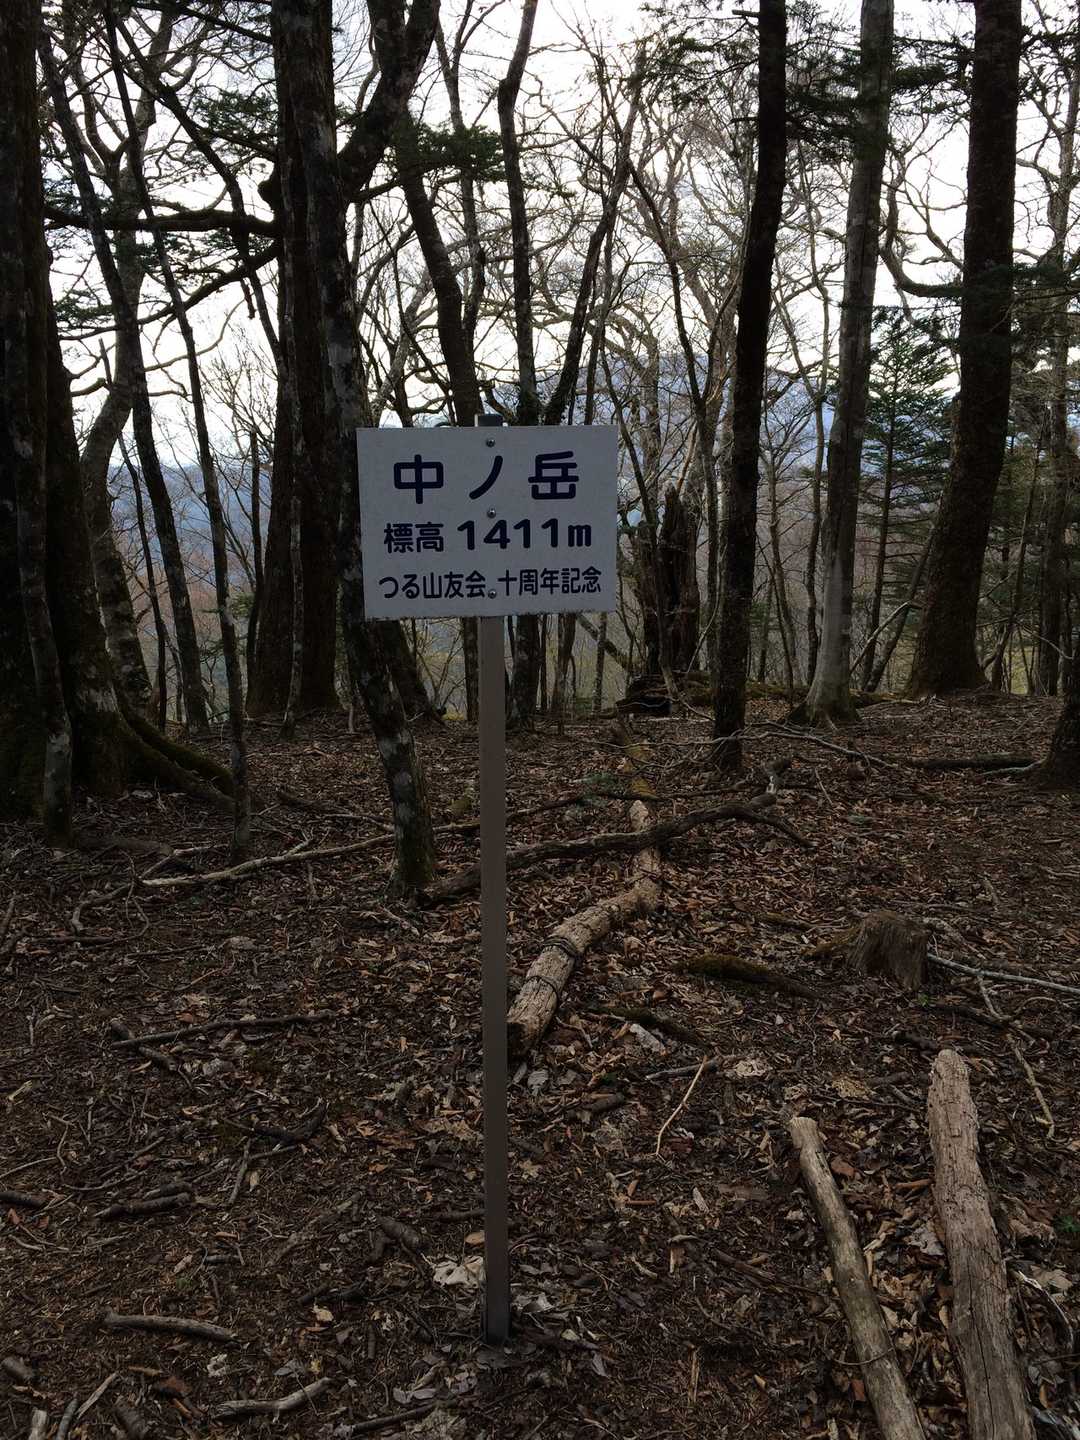 中ノ岳
標高 1411m
つる山友会 十周年記念